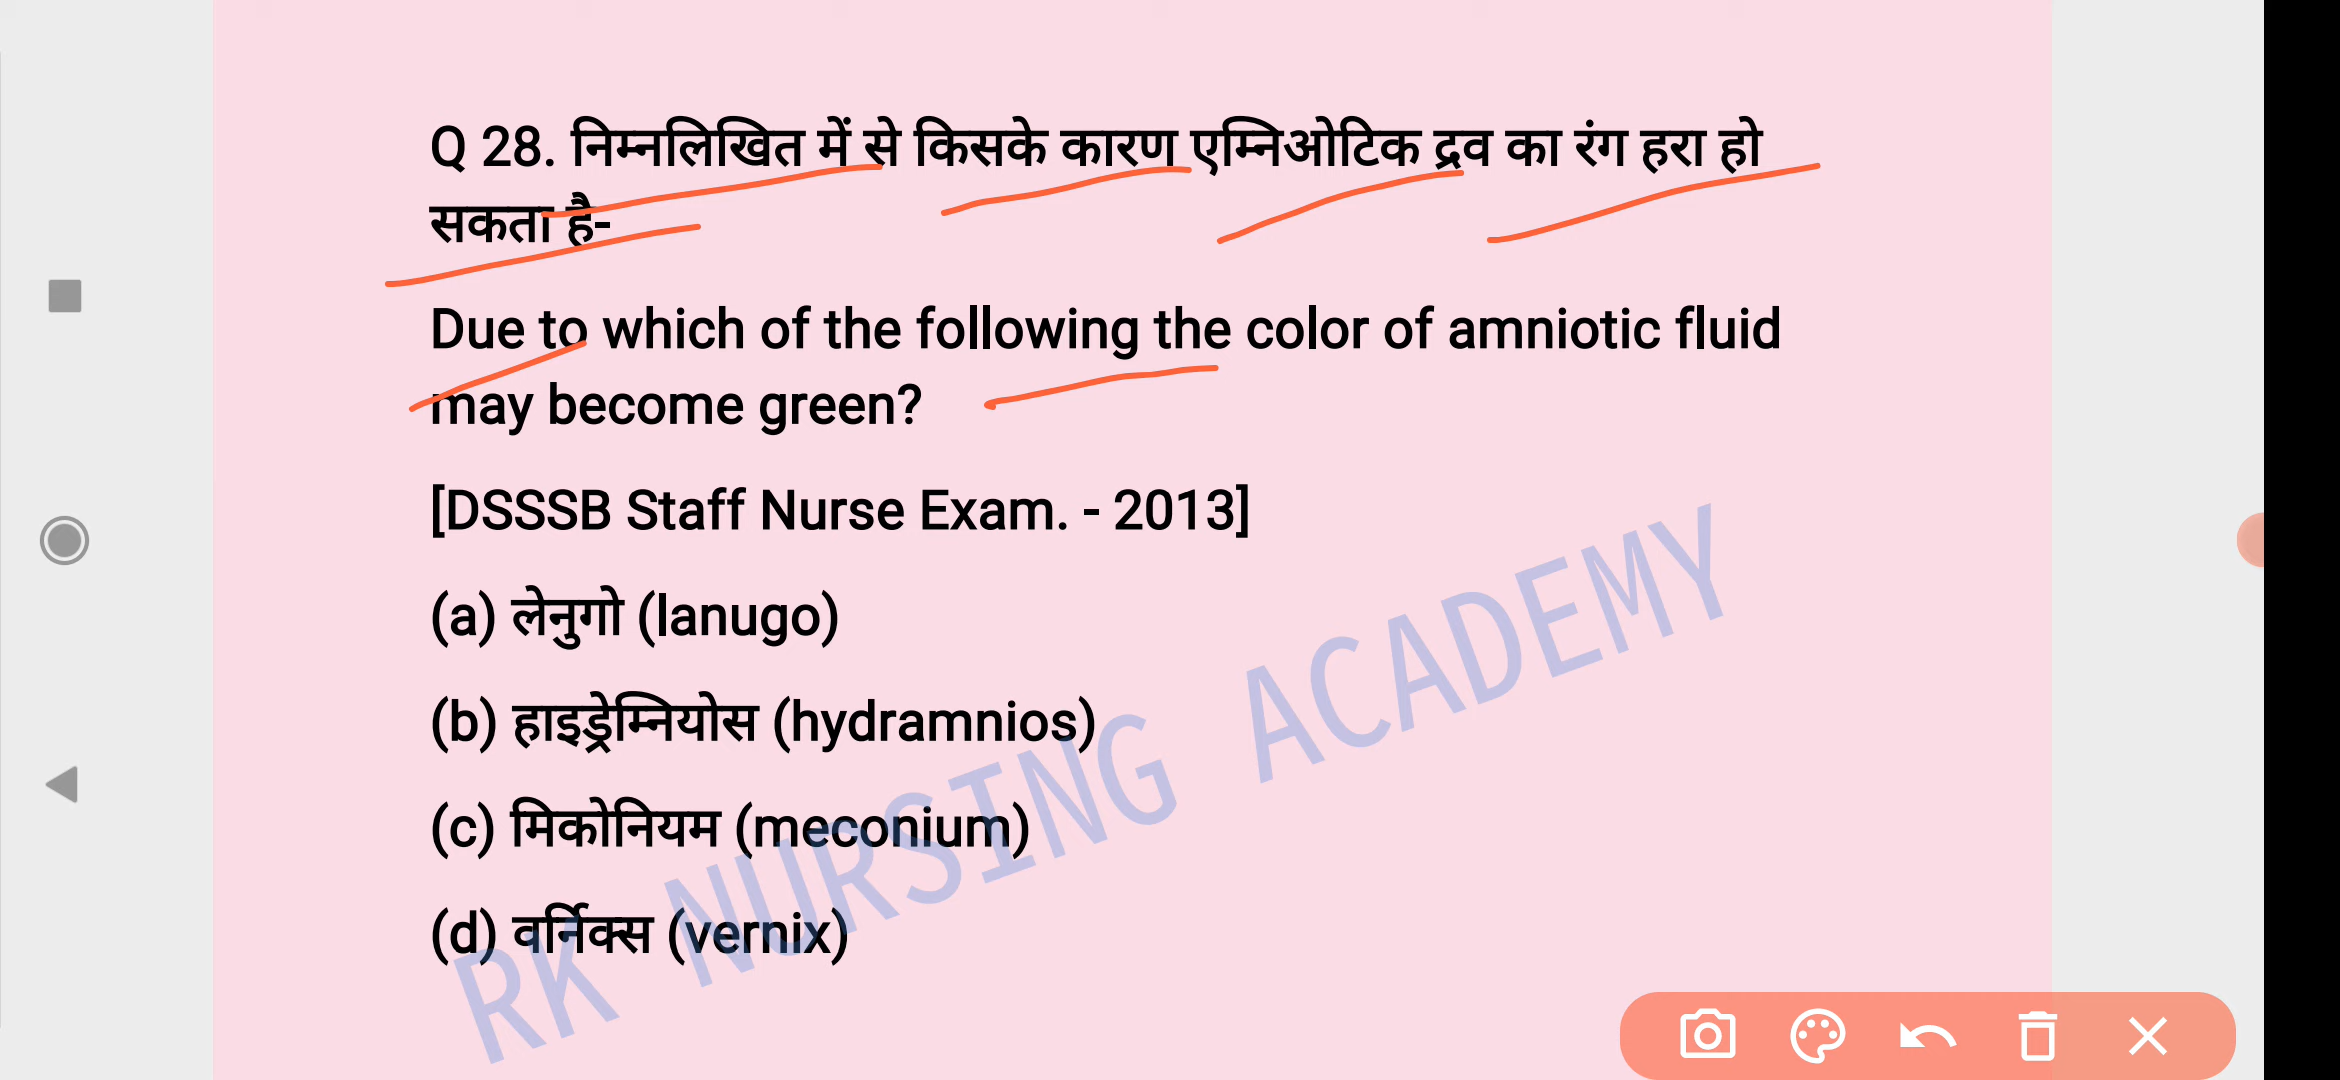 Q 28. निम्नलिखित में से किसके कारण एम्निओटिक द्रव का रंग हरा हो
सकता है-
Due to which of the following the color of amniotic fluid
may become green?
[DSSSB Staff Nurse Exam. - 2013]
(a) लेनुगो (lanugo)
(b) हाइड्रेम्नियोस (hydramnios)
(c) मिकोनियम (meconium)
(d) वर्निक्स (vernix)
RK NURSING ACADEMY